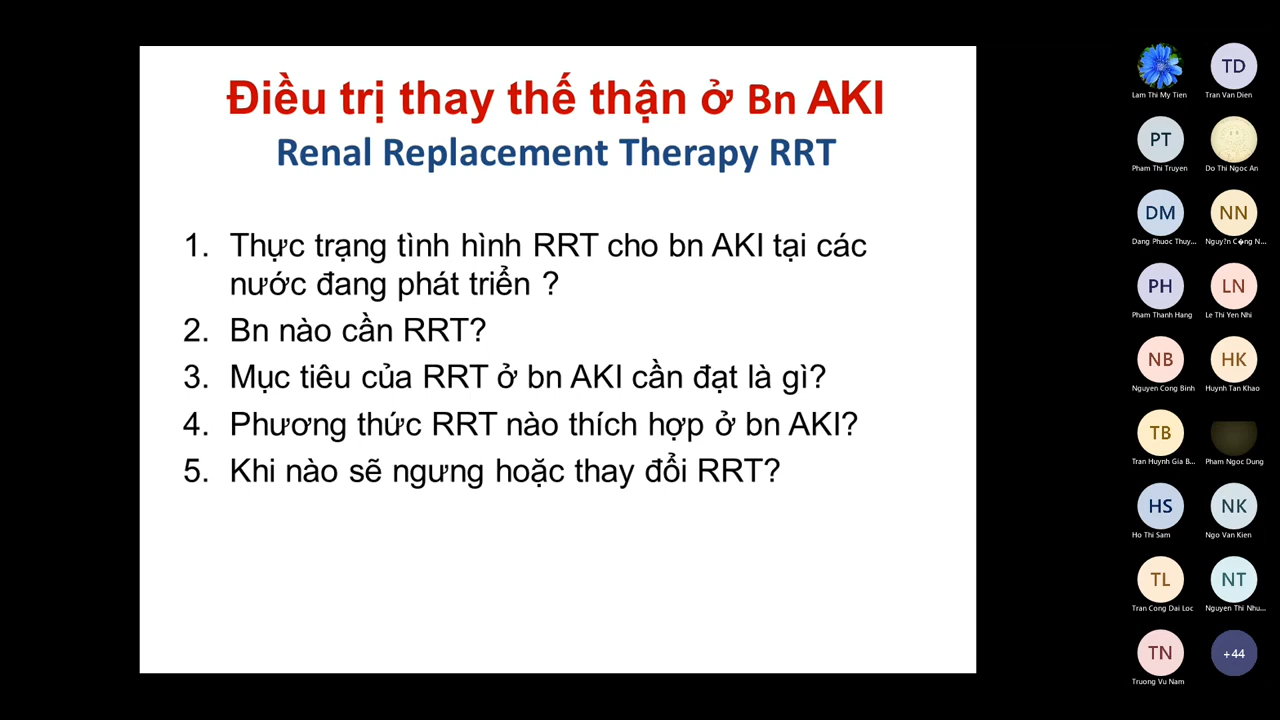 Điều trị thay thế thận ở Bn AKI
Renal Replacement Therapy RRT
1. Thực trạng tình hình RRT cho bn AKI tại các
nước đang phát triển ?
2. Bn nào cần RRT?
3. Mục tiêu của RRT ở bn AKI cần đạt là gì?
4. Phương thức RRT nào thích hợp ở bn AKI?
5. Khi nào sẽ ngưng hoặc thay đổi RRT?
TD
Lam Thi My Tien Tran Van Dien
PT
Pham Thi Truyen Do Thi Ngoc An
DM NN
Dang Phuoc Thuy... Nguy?n C�ng N...
PH LN
Pham Thanh Hang Le Thi Yen Nhi
NB HK
Nguyen Cong Binh Huynh Tan Khao
TB
Tran Huynh Gia B... Pham Ngoc Dung
HS NK
Ho Thi Sam Ngo Van Kien
TL NT
Tran Cong Dai Loc Nguyen Thi Nhu...
TN +44
Truong Vu Nam